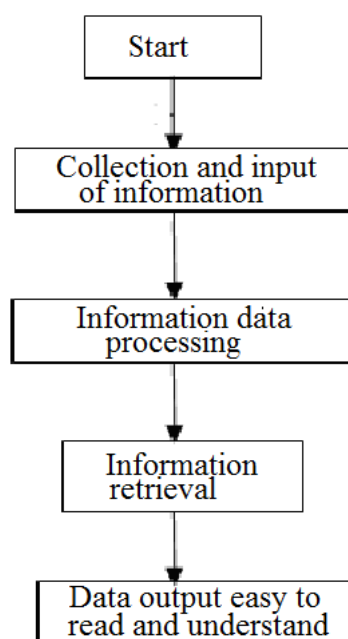 Start
Collection and input
of information
Information data
processing
Information
retrieval
Data output easy to
read and understand